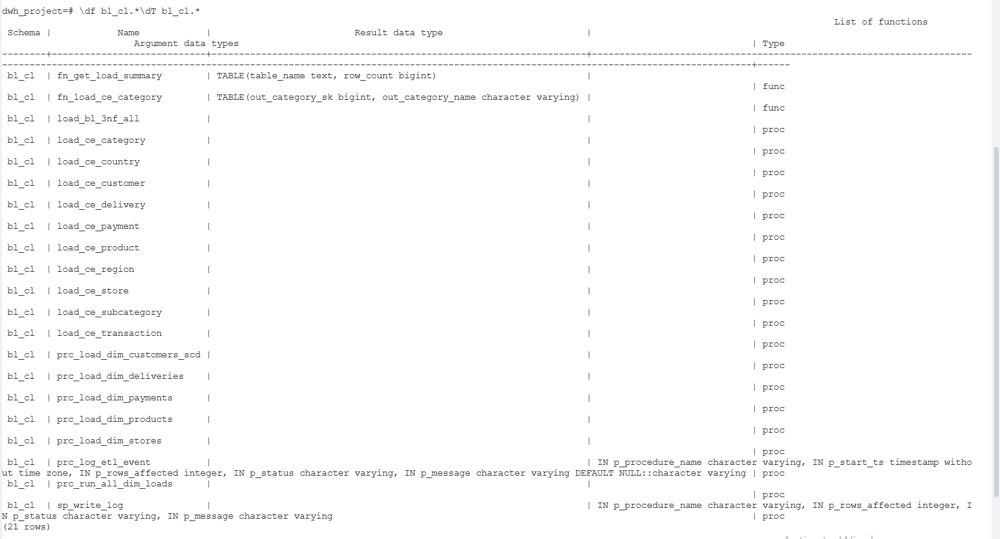 dwh_project=# \df bl_cl.*\dT bl_cl.*
List of functions
Schema | Name | Result data type |
Argument data types | Type
--------+----------------------------+--------------------------------------------------------------------+---------------------------------------------------------------------
----------------------------------------------------------------------------------------------------------------------------------------+------
bl_cl | fn_get_load_summary | TABLE(table_name text, row_count bigint) |
| func
bl_cl | fn_load_ce_category | TABLE(out_category_sk bigint, out_category_name character varying) |
| func
bl_cl | load_bl_3nf_all | |
| proc
bl_cl | load_ce_category | |
| proc
bl_cl | load_ce_country | |
| proc
bl_cl | load_ce_customer | |
| proc
bl_cl | load_ce_delivery | |
| proc
bl_cl | load_ce_payment | |
| proc
bl_cl | load_ce_product | |
| proc
bl_cl | load_ce_region | |
| proc
bl_cl | load_ce_store | |
| proc
bl_cl | load_ce_subcategory | |
| proc
bl_cl | load_ce_transaction | |
| proc
bl_cl | prc_load_dim_customers_scd | |
| proc
bl_cl | prc_load_dim_deliveries | |
| proc
bl_cl | prc_load_dim_payments | |
| proc
bl_cl | prc_load_dim_products | |
| proc
bl_cl | prc_load_dim_stores | |
| proc
bl_cl | prc_log_etl_event | | IN p_procedure_name character varying, IN p_start_ts timestamp witho
ut time zone, IN p_rows_affected integer, IN p_status character varying, IN p_message character varying DEFAULT NULL::character varying | proc
bl_cl | prc_run_all_dim_loads | |
| proc
bl_cl | sp_write_log | | IN p_procedure_name character varying, IN p_rows_affected integer, I
N p_status character varying, IN p_message character varying | proc
(21 rows)